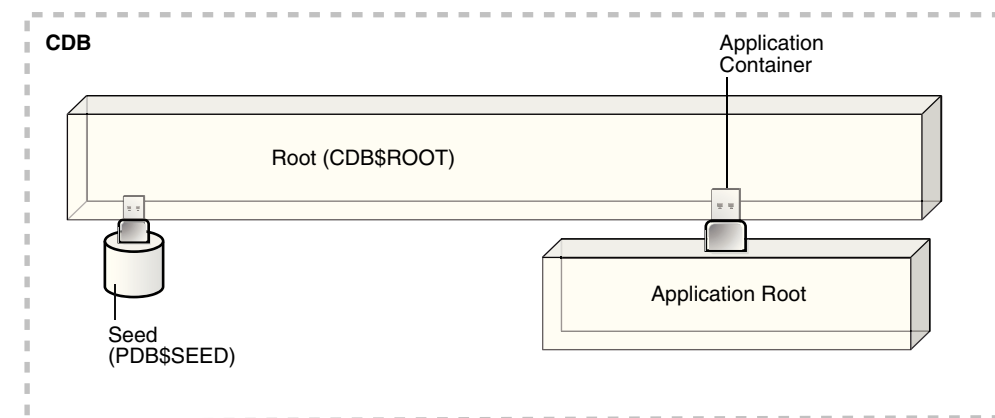 CDB
Application
Container
Root (CDB$ROOT)
Application Root
Seed
(PDB$SEED)